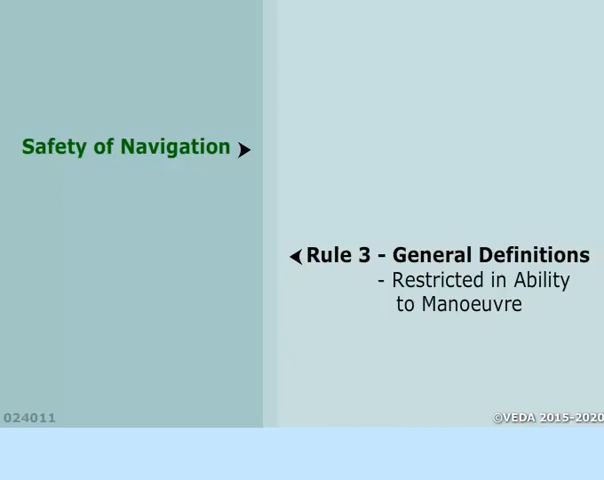 Safety of Navigation
Rule 3 - General Definitions
- Restricted in Ability
to Manoeuvre
024011
©VEDA 2015-2020